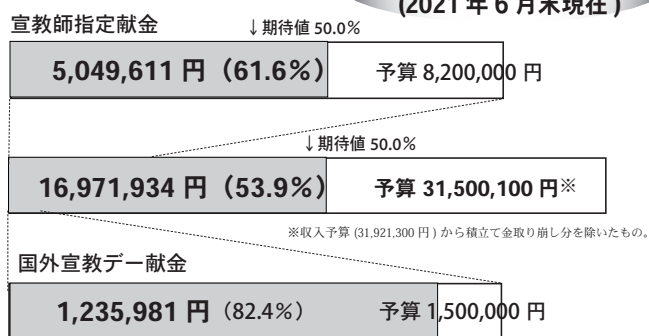 (2021 年 6 月末現在 )
宣教師指定献金 ↓期待値 50.0%
5,049,611 円（61.6%） 予算 8,200,000 円
↓期待値 50.0%
16,971,934 円（53.9%） 予算 31,500,100 円※
※収入予算 (31,921,300 円 ) から積立て金取り崩し分を除いたもの。
国外宣教デー献金
1,235,981 円（82.4%） 予算 1,500,000 円